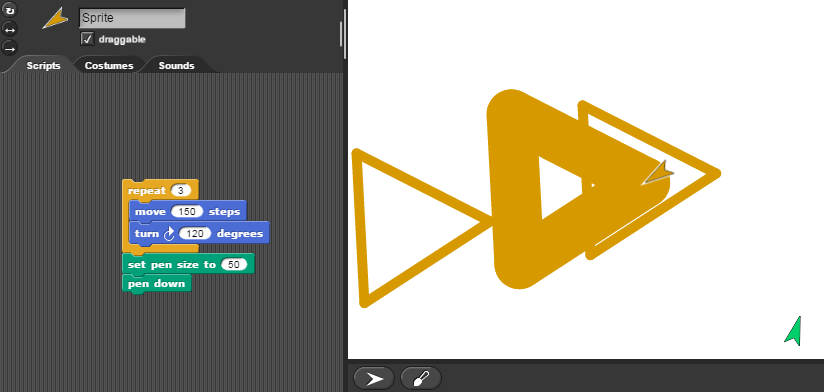 Sprite
draggable
Scripts Costumes Sounds
repeat 3
move 150 steps
turn 120 degrees
set pen size to 50
pen down